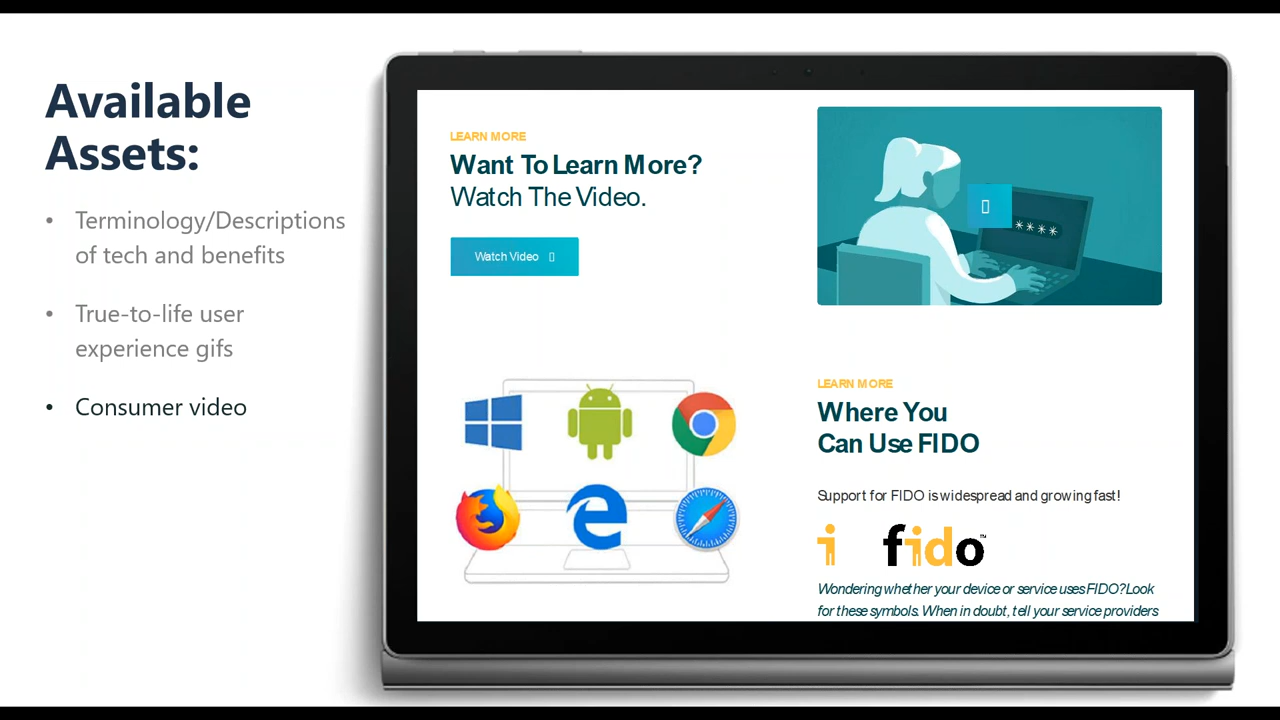 Available
Assets:
• Terminology/Descriptions
of tech and benefits
• True-to-life user
experience gifs
• Consumer video
LEARN MORE
Want To Learn More?
Watch The Video.
Watch Video
****
LEARN MORE
Where You
Can Use FIDO
Support for FIDO is widespread and growing fast!
fido™
Wondering whether your device or service uses FIDO? Look
for these symbols. When in doubt, tell your service providers